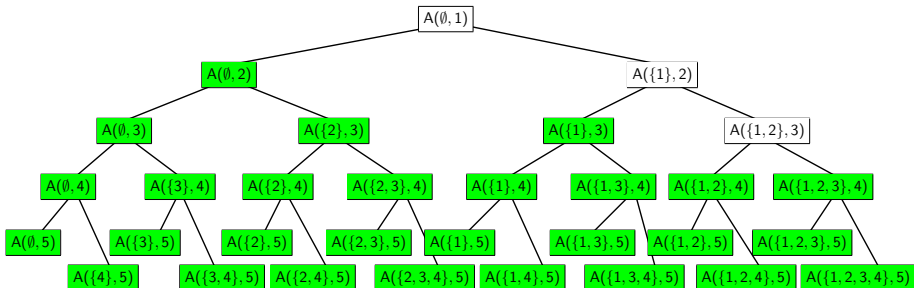 A(∅, 1)
A(∅, 2)
A({1}, 2)
A(∅, 3)
A({2}, 3)
A({1}, 3)
A({1, 2}, 3)
A(∅, 4)
A({3}, 4)
A({2}, 4)
A({2, 3}, 4)
A({1}, 4)
A({1, 3}, 4)
A({1, 2}, 4)
A({1, 2, 3}, 4)
A(∅, 5)
A({3}, 5)
A({2}, 5)
A({2, 3}, 5)
A({1}, 5)
A({1, 3}, 5)
A({1, 2}, 5)
A({1, 2, 3}, 5)
A({4}, 5)
A({3, 4}, 5)
A({2, 4}, 5)
A({2, 3, 4}, 5)
A({1, 4}, 5)
A({1, 3, 4}, 5)
A({1, 2, 4}, 5)
A({1, 2, 3, 4}, 5)